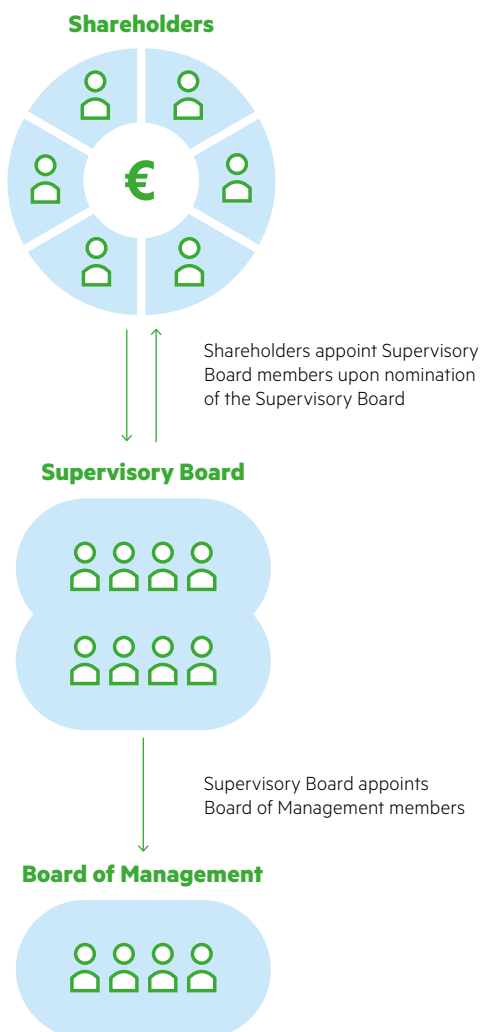 Shareholders
€
Shareholders appoint Supervisory
Board members upon nomination
of the Supervisory Board
Supervisory Board
Supervisory Board appoints
Board of Management members
Board of Management